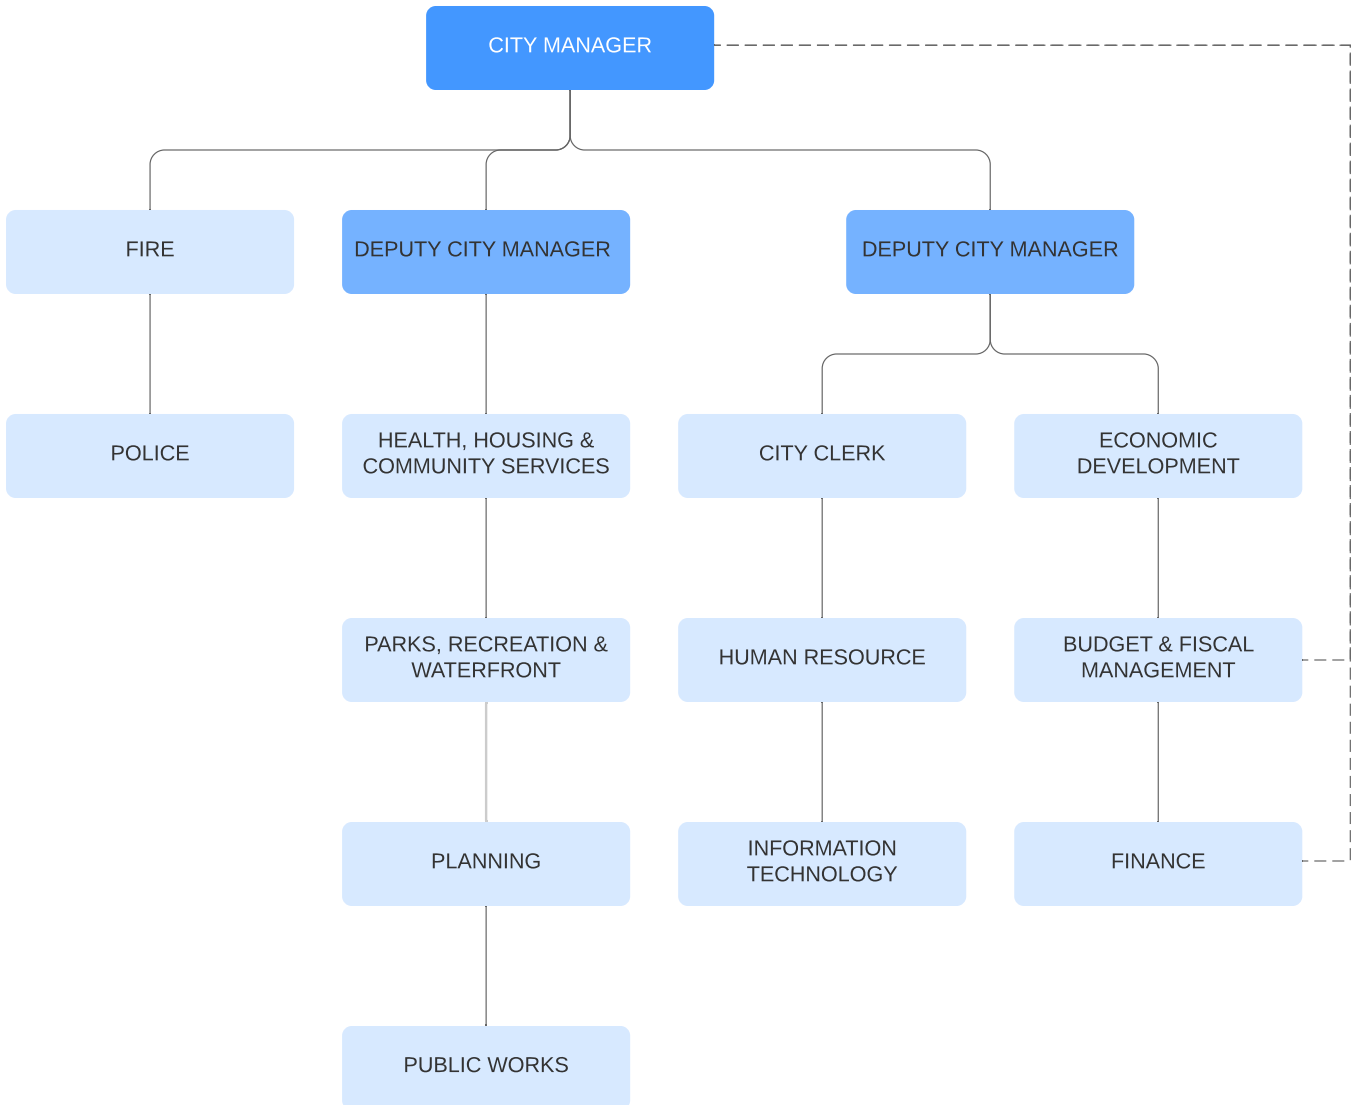 CITY MANAGER
FIRE
DEPUTY CITY MANAGER
DEPUTY CITY MANAGER
POLICE
HEALTH, HOUSING &
COMMUNITY SERVICES
CITY CLERK
ECONOMIC
DEVELOPMENT
PARKS, RECREATION &
WATERFRONT
HUMAN RESOURCE
BUDGET & FISCAL
MANAGEMENT
PLANNING
INFORMATION
TECHNOLOGY
FINANCE
PUBLIC WORKS